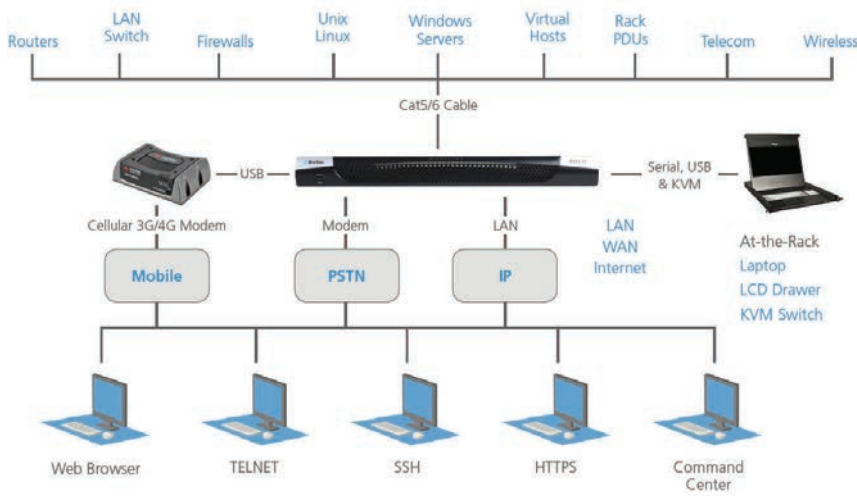 Routers
LAN
Switch
Firewalls
Unix
Linux
Windows
Servers
Virtual
Hosts
Rack
PDUs
Telecom
Wireless
Cat5/6 Cable
USB
Serial, USB
& KVM
Cellular 3G/4G Modem
Modem
LAN
LAN
WAN
Internet
At-the-Rack
Laptop
LCD Drawer
KVM Switch
Mobile
PSTN
IP
Web Browser
TELNET
SSH
HTTPS
Command
Center